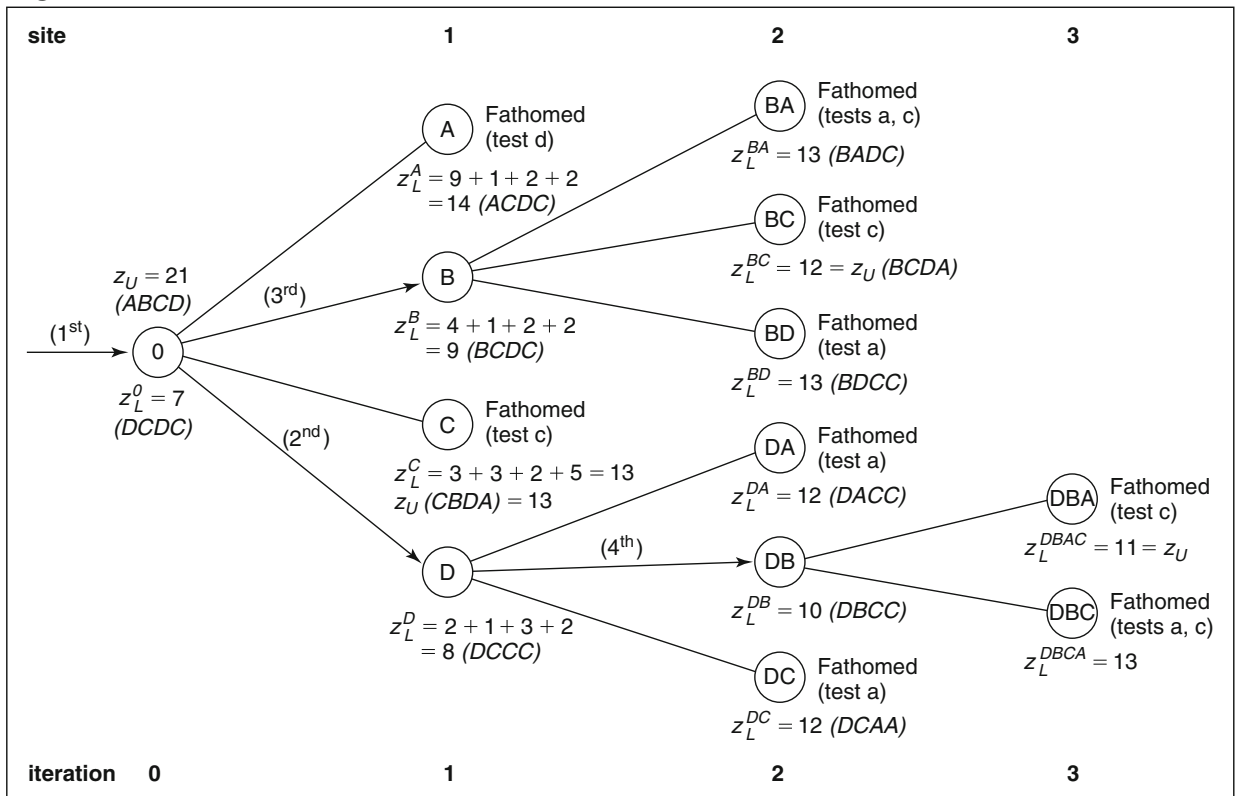 site 1 2 3
A
Fathomed
(test d)
z_L^A = 9 + 1 + 2 + 2
= 14 (ACDC)
BA
Fathomed
(tests a, c)
z_L^BA = 13 (BADC)
BC
Fathomed
(test c)
z_L^BC = 12 = z_U (BCDA)
z_U = 21
(ABCD)
(1st)
0
z_L^0 = 7
(DCDC)
(3rd)
B
z_L^B = 4 + 1 + 2 + 2
= 9 (BCDC)
BD
Fathomed
(test a)
z_L^BD = 13 (BDCC)
C
Fathomed
(test c)
z_L^C = 3 + 3 + 2 + 5 = 13
z_U (CBDA) = 13
(2nd)
DA
Fathomed
(test a)
z_L^DA = 12 (DACC)
D
z_L^D = 2 + 1 + 3 + 2
= 8 (DCCC)
(4th)
DB
z_L^DB = 10 (DBCC)
DBA
Fathomed
(test c)
z_L^DBAC = 11 = z_U
DBC
Fathomed
(tests a, c)
z_L^DBCA = 13
DC
Fathomed
(test a)
z_L^DC = 12 (DCAA)
iteration 0 1 2 3